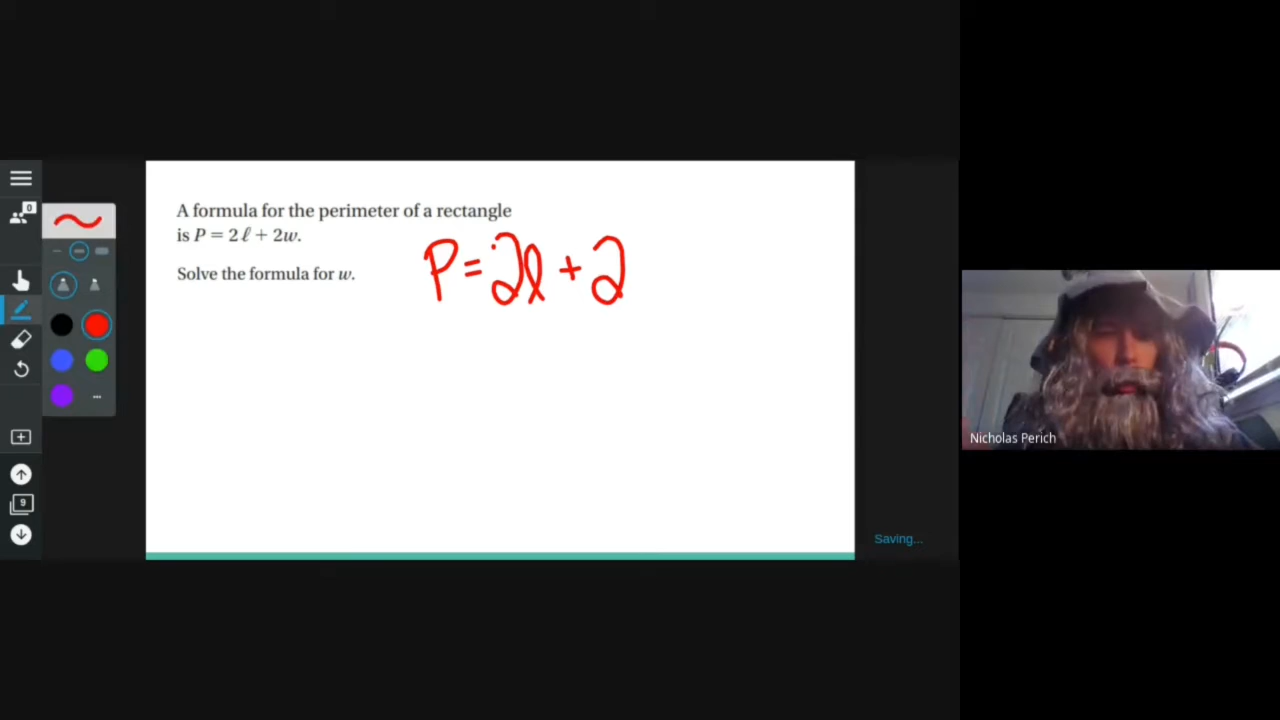 A formula for the perimeter of a rectangle
is P = 2ℓ + 2w.
P = 2l + 2
Solve the formula for w.
0
9
Saving...
Nicholas Perich